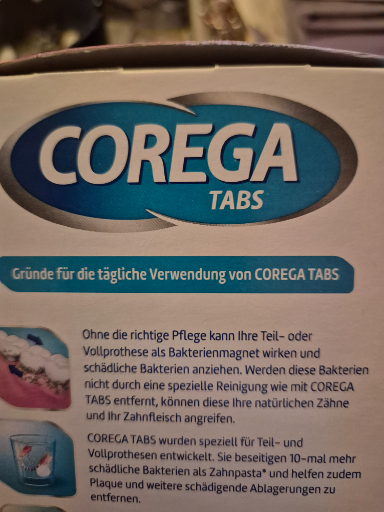 COREGA
TABS
Gründe für die tägliche Verwendung von COREGA TABS
Ohne die richtige Pflege kann Ihre Teil- oder
Vollprothese als Bakterienmagnet wirken und
schädliche Bakterien anziehen. Werden diese Bakterien
nicht durch eine spezielle Reinigung wie mit COREGA
TABS entfernt, können diese Ihre natürlichen Zähne
und Ihr Zahnfleisch angreifen.
COREGA TABS wurden speziell für Teil- und
Vollprothesen entwickelt. Sie beseitigen 10-mal mehr
schädliche Bakterien als Zahnpasta* und helfen zudem
Plaque und weitere schädigende Ablagerungen zu
entfernen.